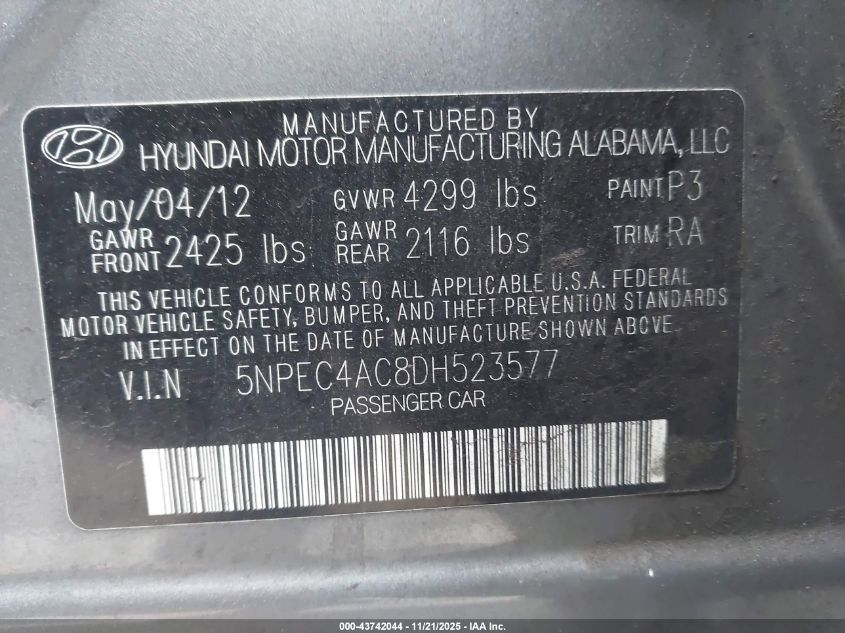 MANUFACTURED BY
HYUNDAI MOTOR MANUFACTURING ALABAMA, LLC
May/04/12 GVWR 4299 lbs PAINT P3
GAWR FRONT 2425 lbs GAWR REAR 2116 lbs TRIM RA
THIS VEHICLE CONFORMS TO ALL APPLICABLE U.S.A. FEDERAL
MOTOR VEHICLE SAFETY, BUMPER, AND THEFT PREVENTION STANDARDS
IN EFFECT ON THE DATE OF MANUFACTURE SHOWN ABOVE.
V.I.N 5NPEC4AC8DH523577
PASSENGER CAR
000-43742044 - 11/21/2025 - IAA Inc.